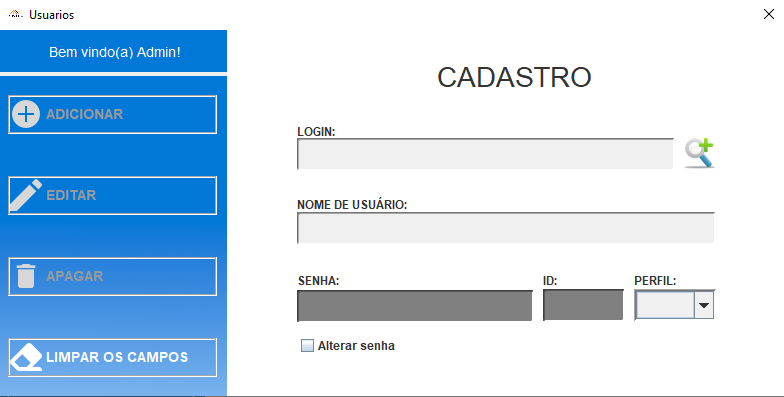 Usuarios
Bem vindo(a) Admin!
ADICIONAR
EDITAR
APAGAR
LIMPAR OS CAMPOS
CADASTRO
LOGIN:
NOME DE USUÁRIO:
SENHA: ID: PERFIL:
Alterar senha